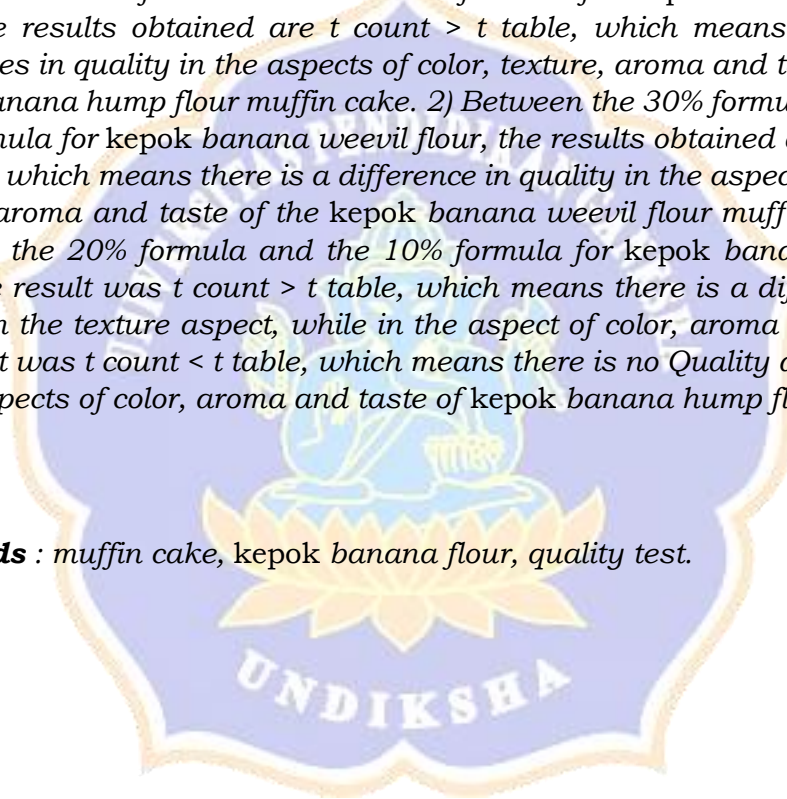 e results obtained are t count > t table, which means
es in quality in the aspects of color, texture, aroma and t
anana hump flour muffin cake. 2) Between the 30% formu
nula for kepok banana weevil flour, the results obtained
which means there is a difference in quality in the aspec
aroma and taste of the kepok banana weevil flour muff
the 20% formula and the 10% formula for kepok bana
e result was t count > t table, which means there is a di
n the texture aspect, while in the aspect of color, aroma
t was t count < t table, which means there is no Quality
pects of color, aroma and taste of kepok banana hump fl
ds : muffin cake, kepok banana flour, quality test.
UNDIKSHA